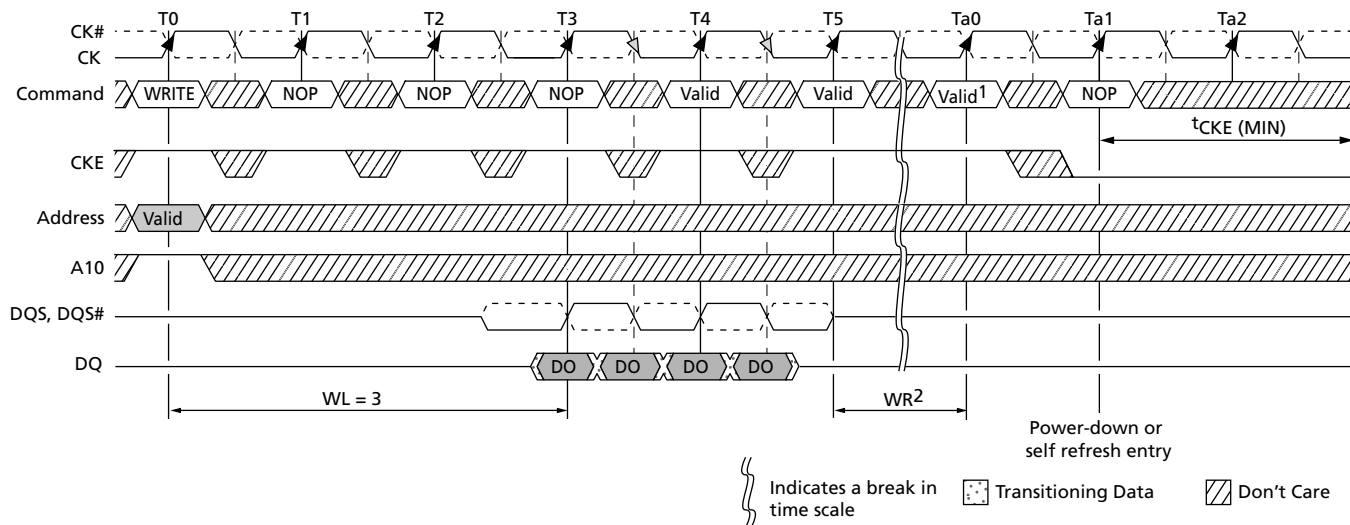 T0 T1 T2 T3 T4 T5 Ta0 Ta1 Ta2
CK#
CK
Command WRITE NOP NOP NOP Valid Valid Valid1 NOP
tCKE (MIN)
CKE
Address Valid
A10
DQS, DQS#
DQ DO DO DO DO
WL = 3 WR2
Power-down or
self refresh entry
Indicates a break in
time scale
Transitioning Data
Don't Care